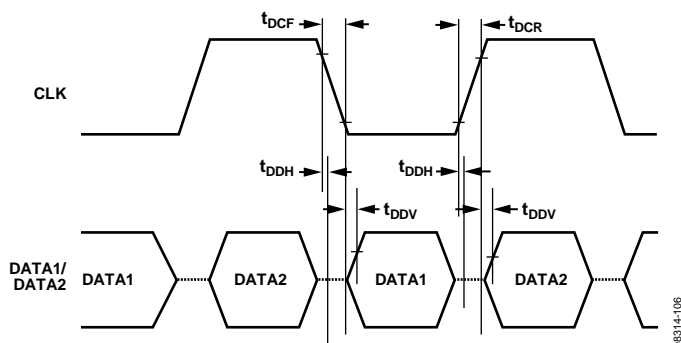 tDCF
tDCR
CLK
tDDH
tDDH
tDDV
tDDV
DATA1/
DATA2
DATA1
DATA2
DATA1
DATA2
08314-106